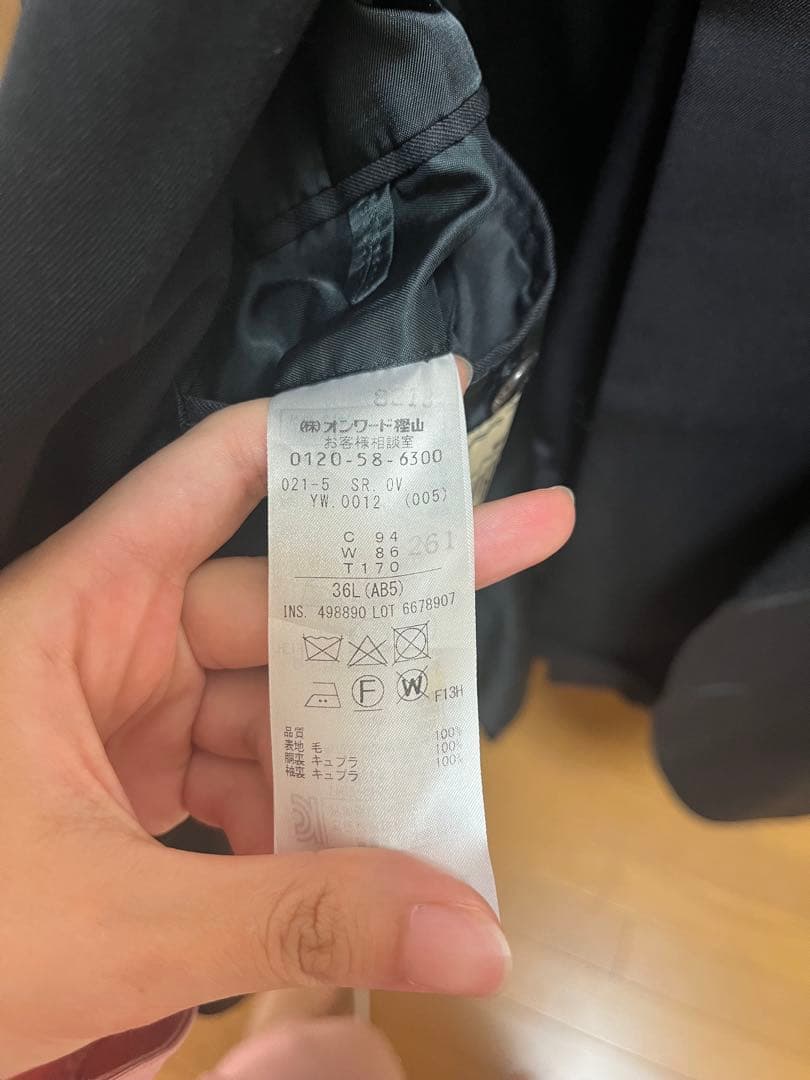 (株)オンワード樫山
お客様相談室
0120-58-6300
021-5 SR. 0V
YW. 0012 (005)
C 94
W 86
T170
261
36L(AB5)
INS. 498890 LOT 6678907
F
W
F13H
品質
表地 毛 100%
胴裏 キュプラ 100%
袖裏 キュプラ 100%